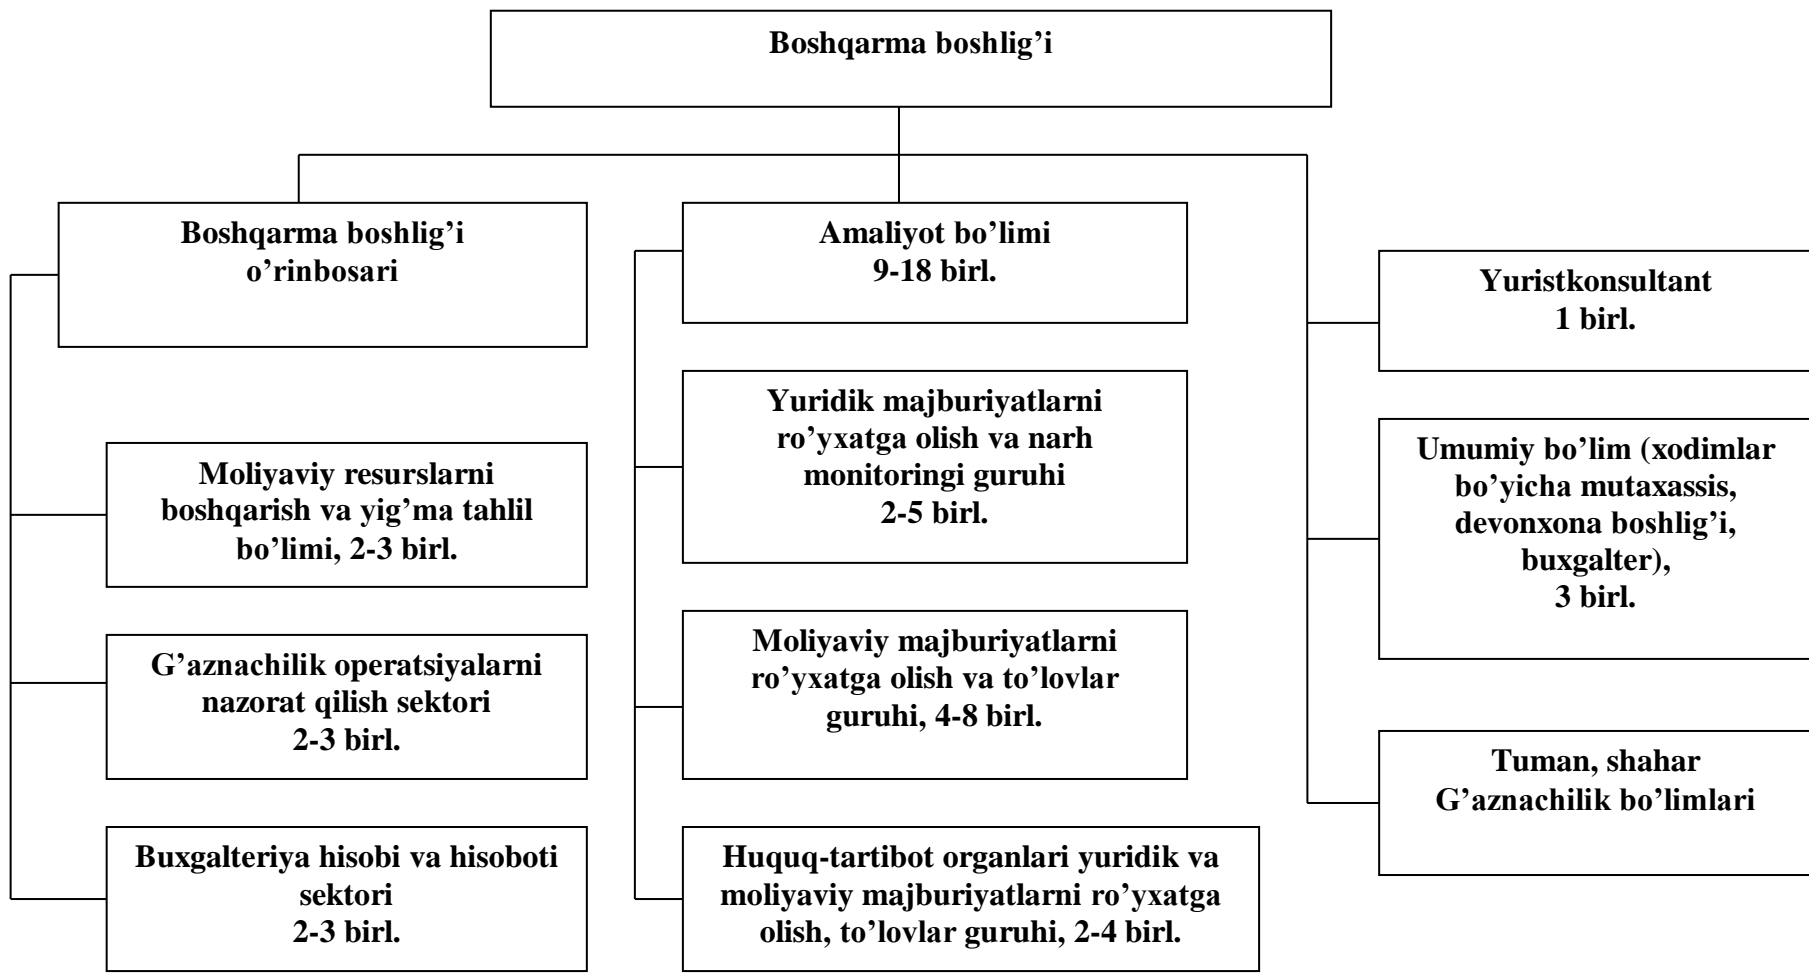 Boshqarma boshlig’i
Boshqarma boshlig’i
o’rinbosari
Moliyaviy resurslarni
boshqarish va yig’ma tahlil
bo’limi, 2-3 birl.
G’aznachilik operatsiyalarni
nazorat qilish sektori
2-3 birl.
Buxgalteriya hisobi va hisoboti
sektori
2-3 birl.
Amaliyot bo’limi
9-18 birl.
Yuridik majburiyatlarni
ro’yxatga olish va narh
monitoringi guruhi
2-5 birl.
Moliyaviy majburiyatlarni
ro’yxatga olish va to’lovlar
guruhi, 4-8 birl.
Huquq-tartibot organlari yuridik va
moliyaviy majburiyatlarni ro’yxatga
olish, to’lovlar guruhi, 2-4 birl.
Yuristkonsultant
1 birl.
Umumiy bo’lim (xodimlar
bo’yicha mutaxassis,
devonxona boshlig’i,
buxgalter),
3 birl.
Tuman, shahar
G’aznachilik bo’limlari